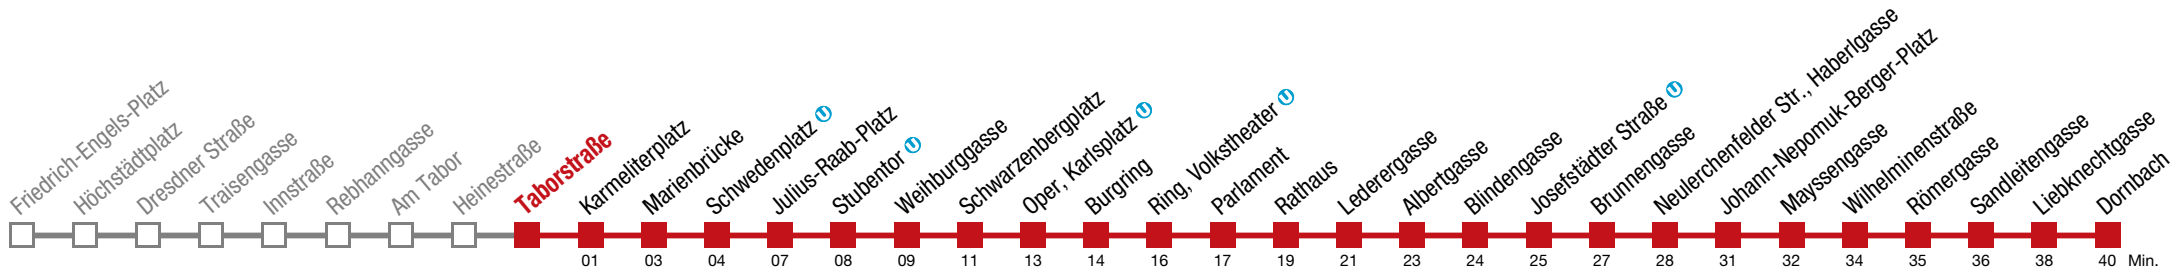 Friedrich-Engels-Platz
Höchstädtplatz
Dresdner Straße
Traisengasse
Innstraße
Rebhanngasse
Am Tabor
Heinestraße
Taborstraße
Karmeliterplatz
Marienbrücke
Schwedenplatz U
Julius-Raab-Platz
Stubentor U
Weihburggasse
Schwarzenbergplatz
Oper, Karlsplatz U
Burgring
Ring, Volkstheater U
Parlament
Rathaus
Lederergasse
Albertgasse
Blindengasse
Josefstädter Straße U
Brunnengasse
Neulerchenfelder Str., Haberlgasse
Johann-Nepomuk-Berger-Platz
Mayssengasse
Wilhelminenstraße
Römergasse
Sandleitengasse
Liebknechtgasse
Dornbach
01 03 04 07 08 09 11 13 14 16 17 19 21 23 24 25 27 28 31 32 34 35 36 38 40 Min.